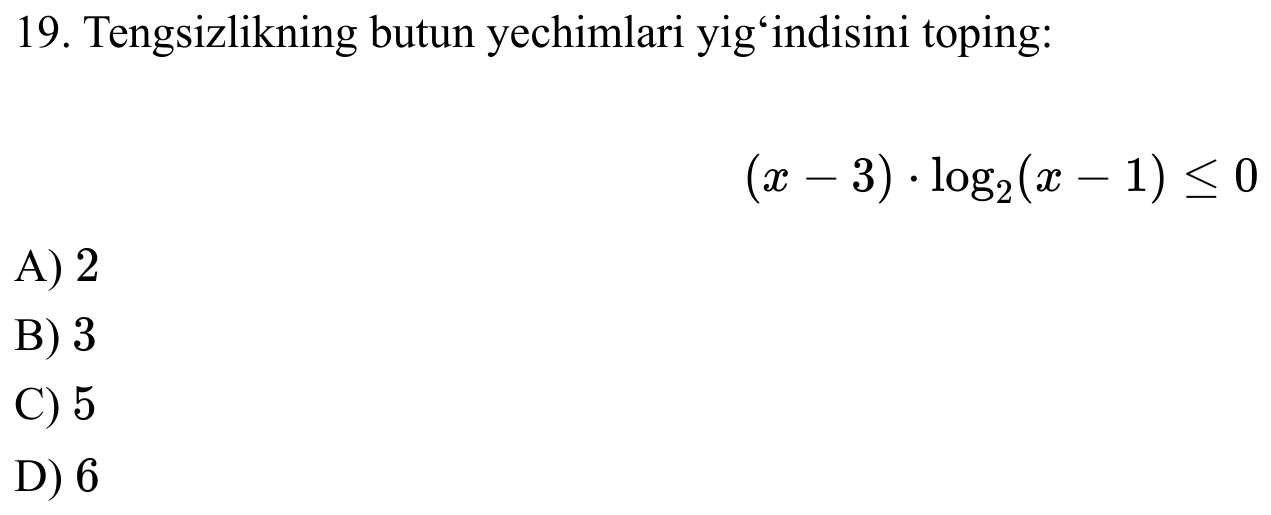 19. Tengsizlikning butun yechimlari yig‘indisini toping:
(x − 3) · log₂(x − 1) ≤ 0
A) 2
B) 3
C) 5
D) 6